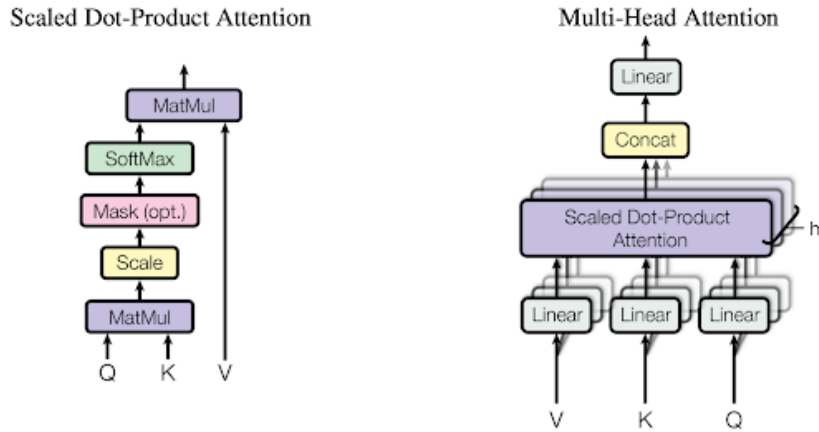 Scaled Dot-Product Attention
MatMul
SoftMax
Mask (opt.)
Scale
MatMul
Q K V
Multi-Head Attention
Linear
Concat
Scaled Dot-Product
Attention
h
Linear Linear Linear
V K Q